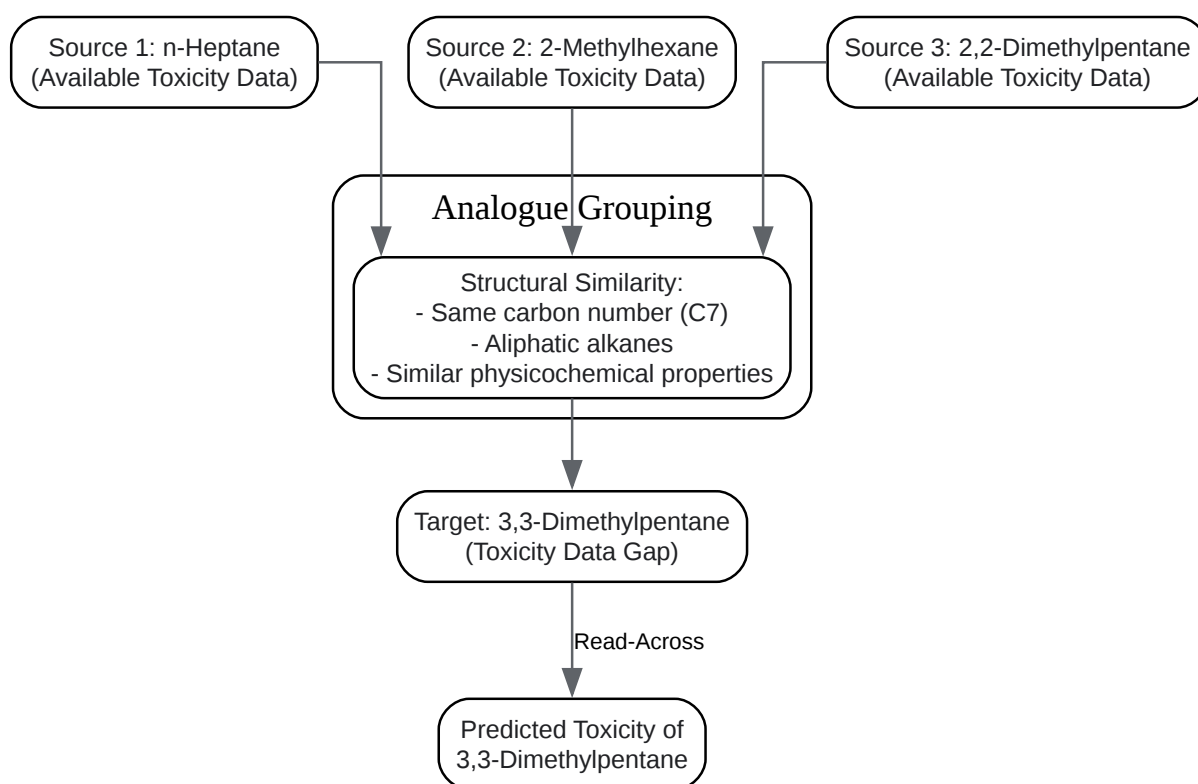 Source 1: n-Heptane
(Available Toxicity Data)
Source 2: 2-Methylhexane
(Available Toxicity Data)
Source 3: 2,2-Dimethylpentane
(Available Toxicity Data)
Analogue Grouping
Structural Similarity:
- Same carbon number (C7)
- Aliphatic alkanes
- Similar physicochemical properties
Target: 3,3-Dimethylpentane
(Toxicity Data Gap)
Read-Across
Predicted Toxicity of
3,3-Dimethylpentane